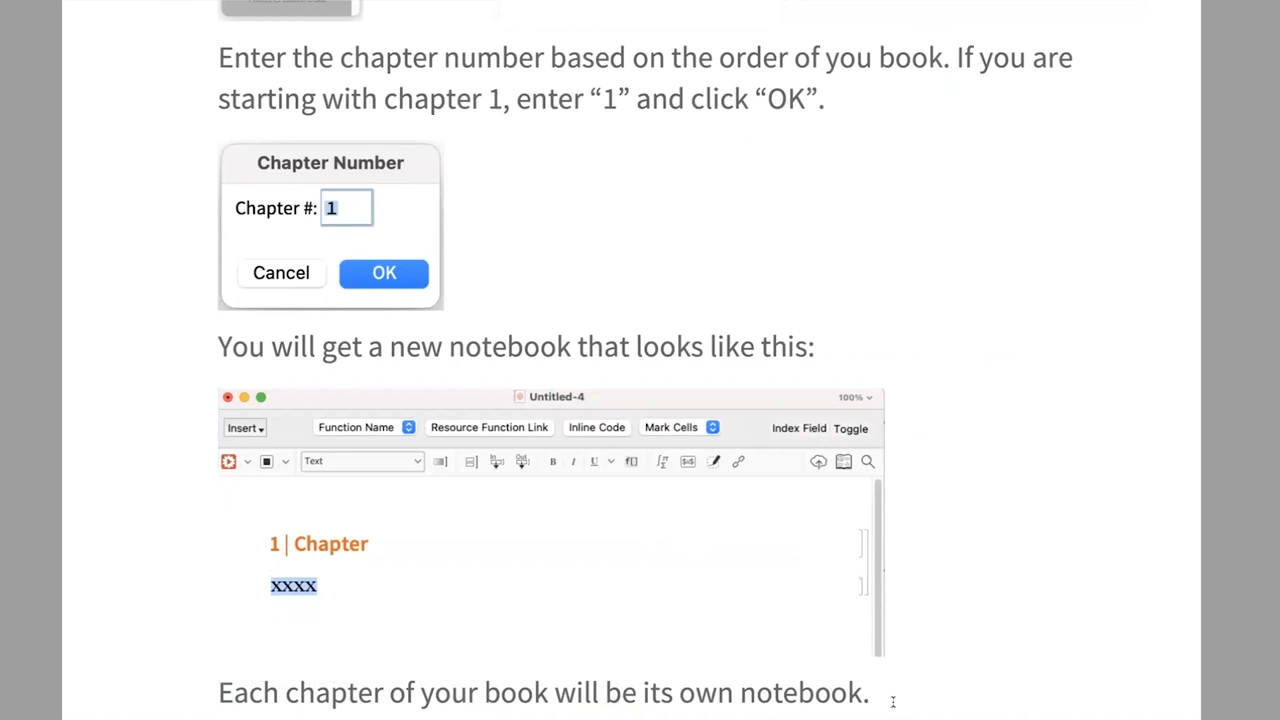 Enter the chapter number based on the order of you book. If you are
starting with chapter 1, enter “1” and click “OK”.
Chapter Number
Chapter #: 1
Cancel OK
You will get a new notebook that looks like this:
Untitled-4 100%
Insert Function Name Resource Function Link Inline Code Mark Cells Index Field Toggle
Text B I U f[]
1 | Chapter
xxxx
Each chapter of your book will be its own notebook.